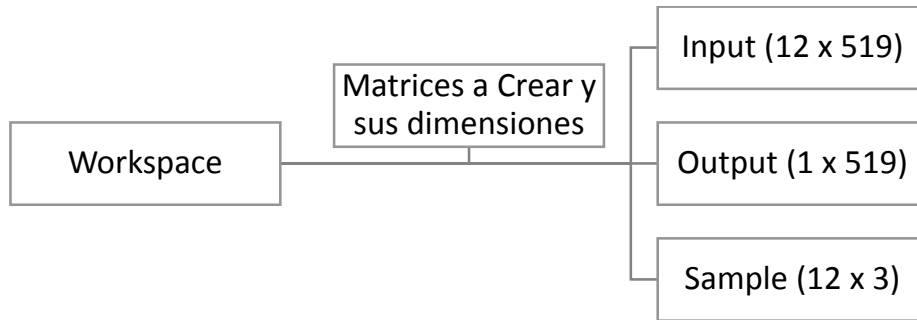 Workspace
Matrices a Crear y
sus dimensiones
Input (12 x 519)
Output (1 x 519)
Sample (12 x 3)